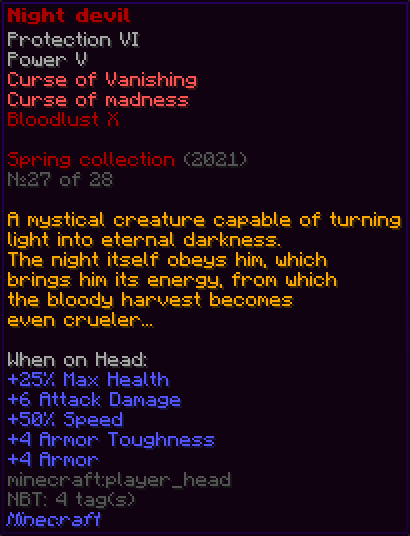 Night devil
Protection VI
Power V
Curse of Vanishing
Curse of madness
Bloodlust X
Spring collection (2021)
№27 of 28
A mystical creature capable of turning
light into eternal darkness.
The night itself obeys him, which
brings him its energy, from which
the bloody harvest becomes
even crueler...
When on Head:
+25% Max Health
+6 Attack Damage
+50% Speed
+4 Armor Toughness
+4 Armor
minecraft:player_head
NBT: 4 tag(s)
Minecraft